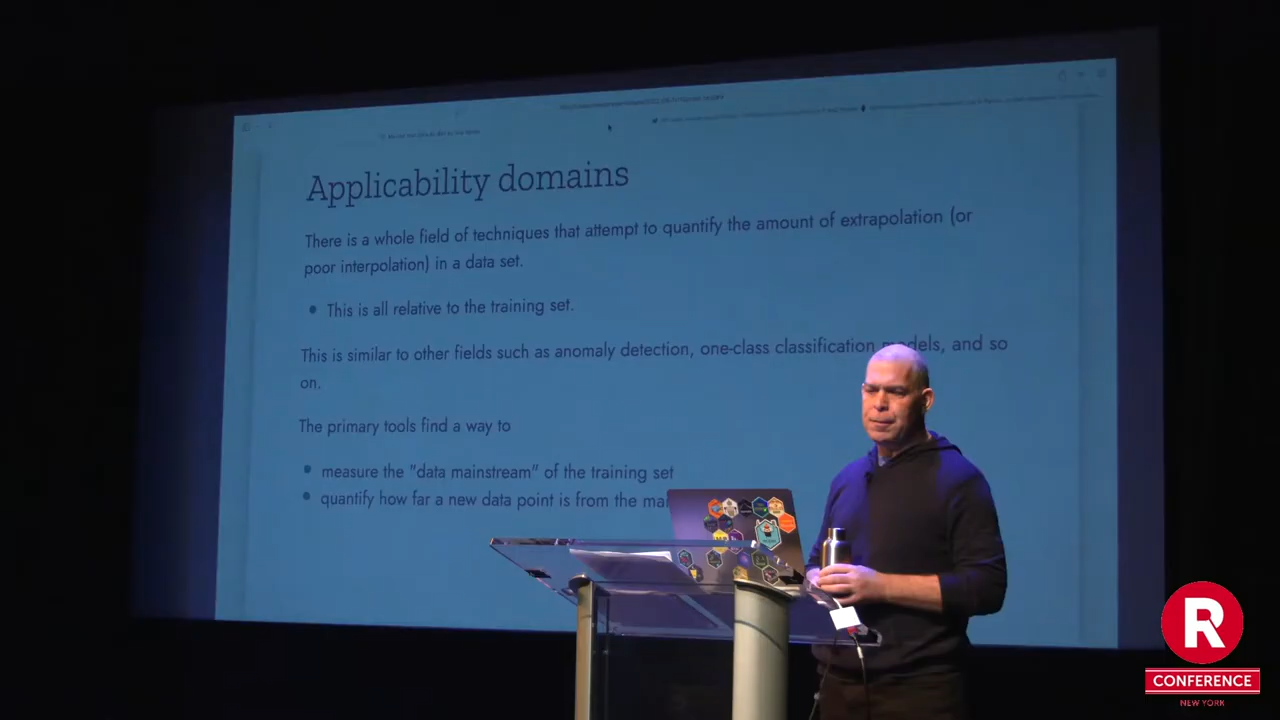 Applicability domains
There is a whole field of techniques that attempt to quantify the amount of extrapolation (or
poor interpolation) in a data set.
This is all relative to the training set.
This is similar to other fields such as anomaly detection, one-class classification models, and so
on.
The primary tools find a way to
measure the "data mainstream" of the training set
quantify how far a new data point is from the
R
CONFERENCE
NEW YORK